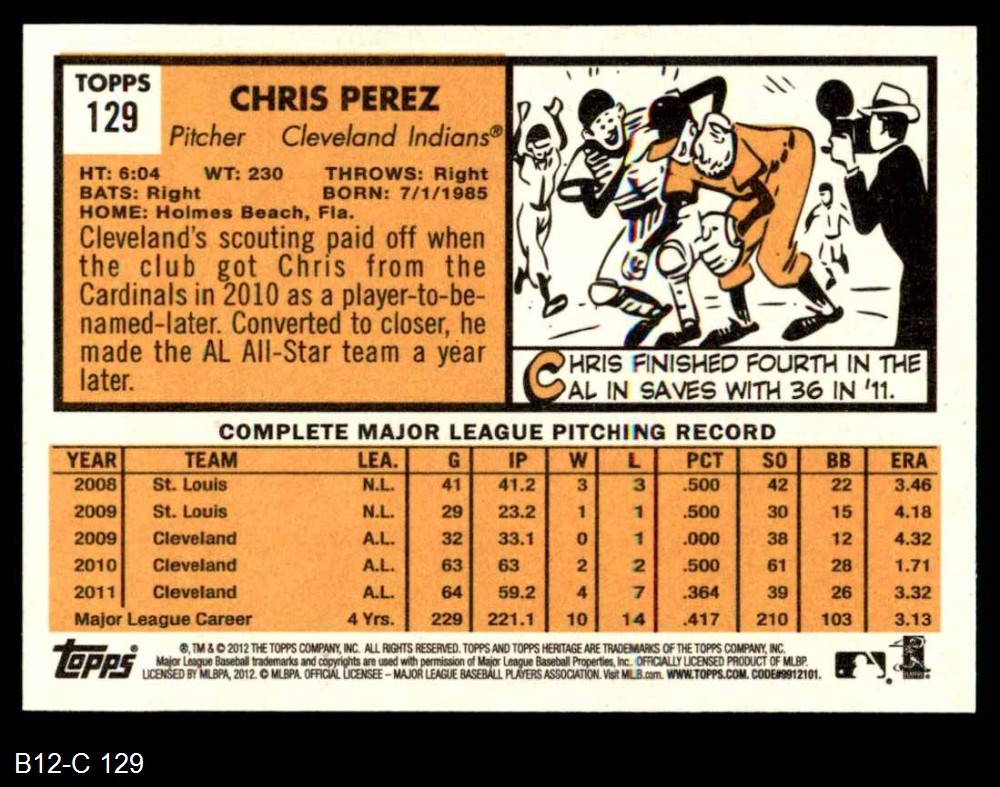 TOPPS
129
CHRIS PEREZ
Pitcher Cleveland Indians®
HT: 6:04 WT: 230 THROWS: Right
BATS: Right BORN: 7/1/1985
HOME: Holmes Beach, Fla.
Cleveland's scouting paid off when
the club got Chris from the
Cardinals in 2010 as a player-to-be-
named-later. Converted to closer, he
made the AL All-Star team a year
later.
CHRIS FINISHED FOURTH IN THE
AL IN SAVES WITH 36 IN '11.
COMPLETE MAJOR LEAGUE PITCHING RECORD
YEAR TEAM LEA. G IP W L PCT SO BB ERA
2008 St. Louis N.L. 41 41.2 3 3 .500 42 22 3.46
2009 St. Louis N.L. 29 23.2 1 1 .500 30 15 4.18
2009 Cleveland A.L. 32 33.1 0 1 .000 38 12 4.32
2010 Cleveland A.L. 63 63 2 2 .500 61 28 1.71
2011 Cleveland A.L. 64 59.2 4 7 .364 39 26 3.32
Major League Career 4 Yrs. 229 221.1 10 14 .417 210 103 3.13
topps®
®, TM & © 2012 THE TOPPS COMPANY, INC. ALL RIGHTS RESERVED. TOPPS AND TOPPS HERITAGE ARE TRADEMARKS OF THE TOPPS COMPANY, INC.
Major League Baseball trademarks and copyrights are used with permission of Major League Baseball Properties, Inc. OFFICIALLY LICENSED PRODUCT OF MLBP.
LICENSED BY MLBPA, 2012. © MLBPA. OFFICIAL LICENSEE – MAJOR LEAGUE BASEBALL PLAYERS ASSOCIATION. Visit MLB.com. WWW.TOPPS.COM. CODE#9912101.
B12-C 129